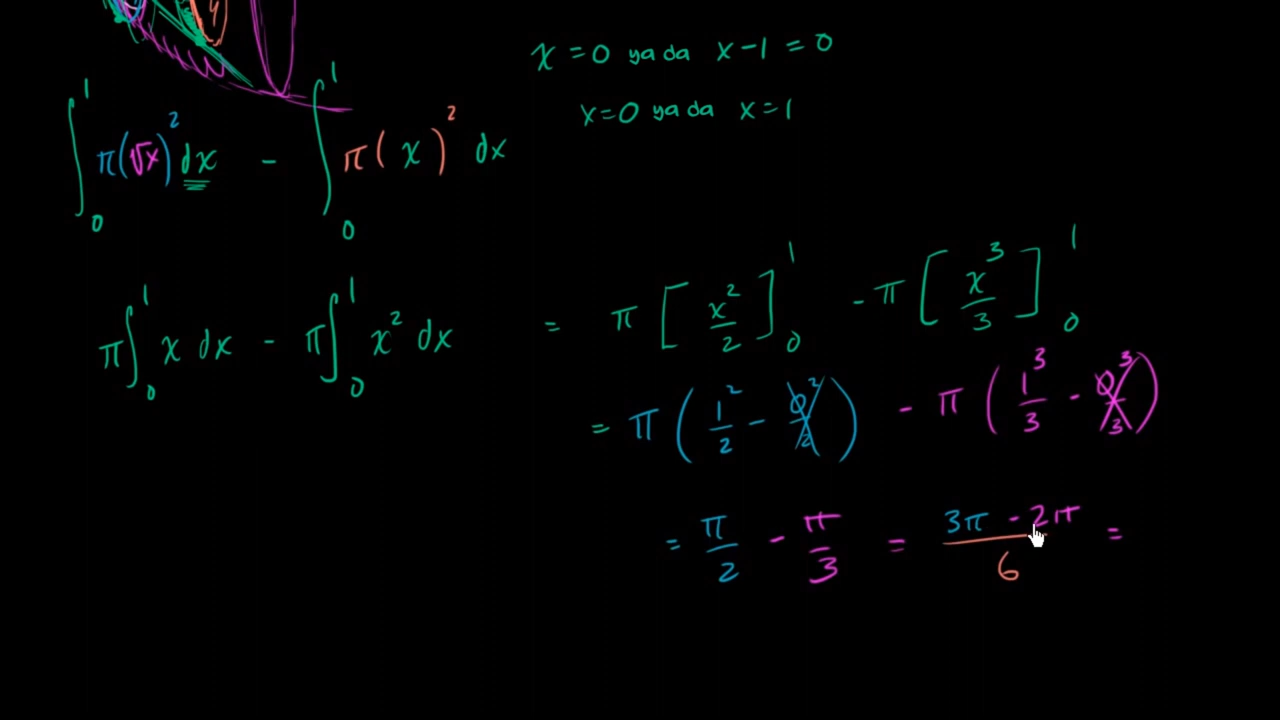 x = 0 ya da x - 1 = 0
x = 0 ya da x = 1
∫₀¹ π(√x)² dx - ∫₀¹ π(x)² dx
π∫₀¹ x dx - π∫₀¹ x² dx = π[x²/2]₀¹ - π[x³/3]₀¹
= π(1²/2 - 0²/2) - π(1³/3 - 0³/3)
= π/2 - π/3 = (3π - 2π)/6 =